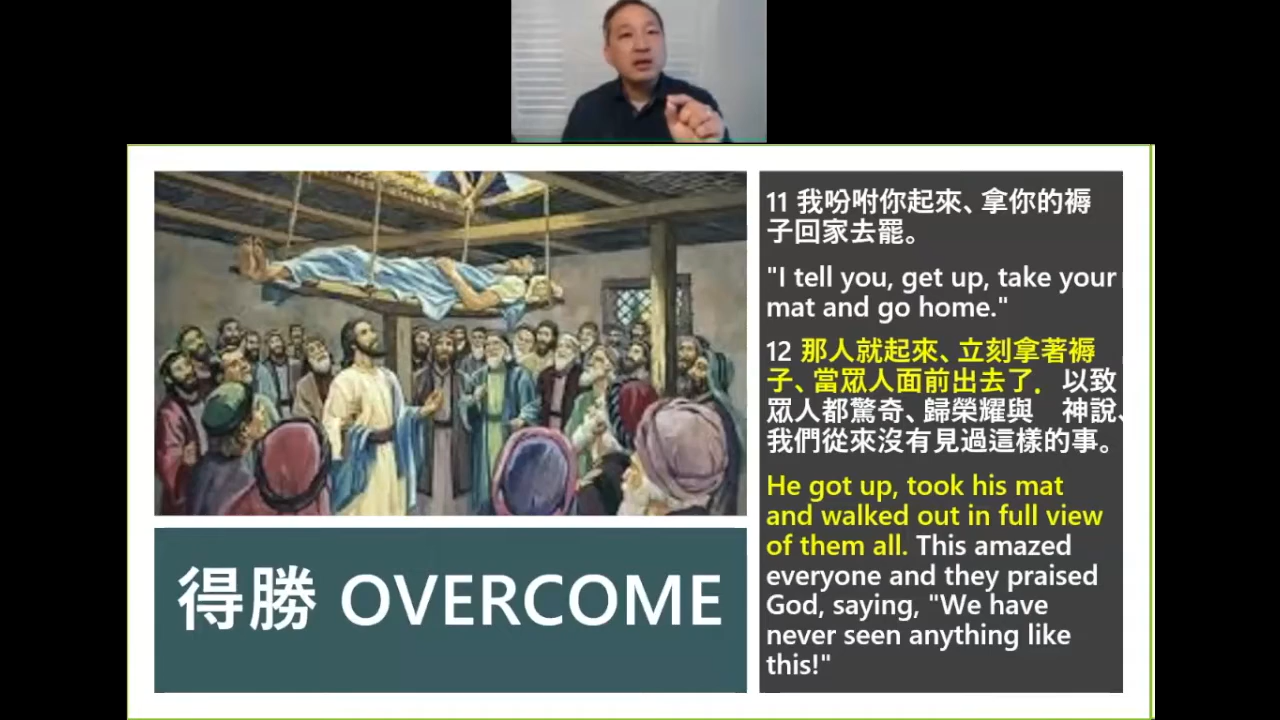 11 我吩咐你起來、拿你的褥
子回家去罷。
"I tell you, get up, take your
mat and go home."
12 那人就起來、立刻拿著褥
子、當眾人面前出去了．以致
眾人都驚奇、歸榮耀與　神說、
我們從來沒有見過這樣的事。
He got up, took his mat
and walked out in full view
of them all. This amazed
everyone and they praised
God, saying, "We have
never seen anything like
this!"
得勝 OVERCOME